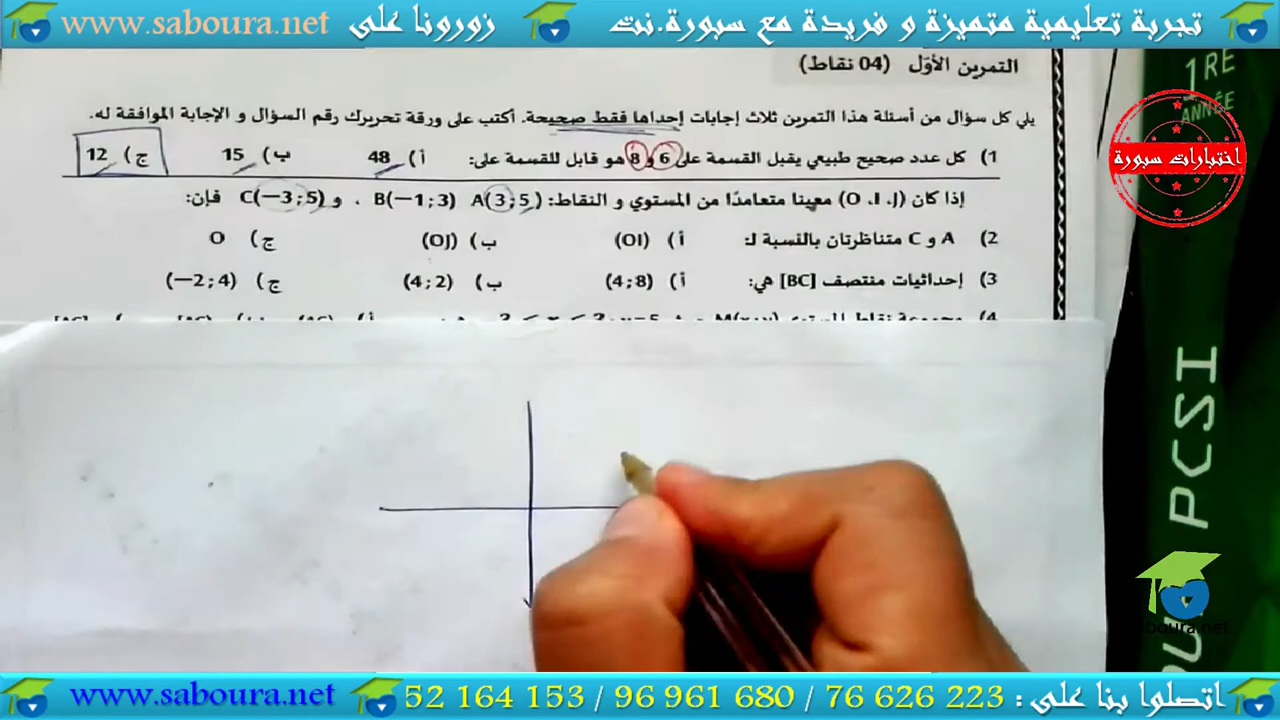 تجربة تعليمية متميزة و فريدة مع سبورة.نت زورونا على www.saboura.net
التمرين الأوّل (04 نقاط)
يلي كل سؤال من أسئلة هذا التمرين ثلاث إجابات إحداها فقط صحيحة. أكتب على ورقة تحريرك رقم السؤال و الإجابة الموافقة له.
1) كل عدد صحيح طبيعي يقبل القسمة على 6 و 8 هو قابل للقسمة على: أ) 48 ب) 15 ج) 12
إذا كان (O ، I ، J) معينا متعامدًا من المستوي و النقاط: A(3;5) B(−1;3) ، و C(−3;5) فإن:
2) A و C متناظرتان بالنسبة لـ: أ) (OI) ب) (OJ) ج) O
3) إحداثيات منتصف [BC] هي: أ) (4;8) ب) (4;2) ج) (−2;4)
1RE
ANNÉE
اختبارات سبورة
PCSI
saboura.net
اتصلوا بنا على : 52 164 153 / 96 961 680 / 76 626 223 www.saboura.net